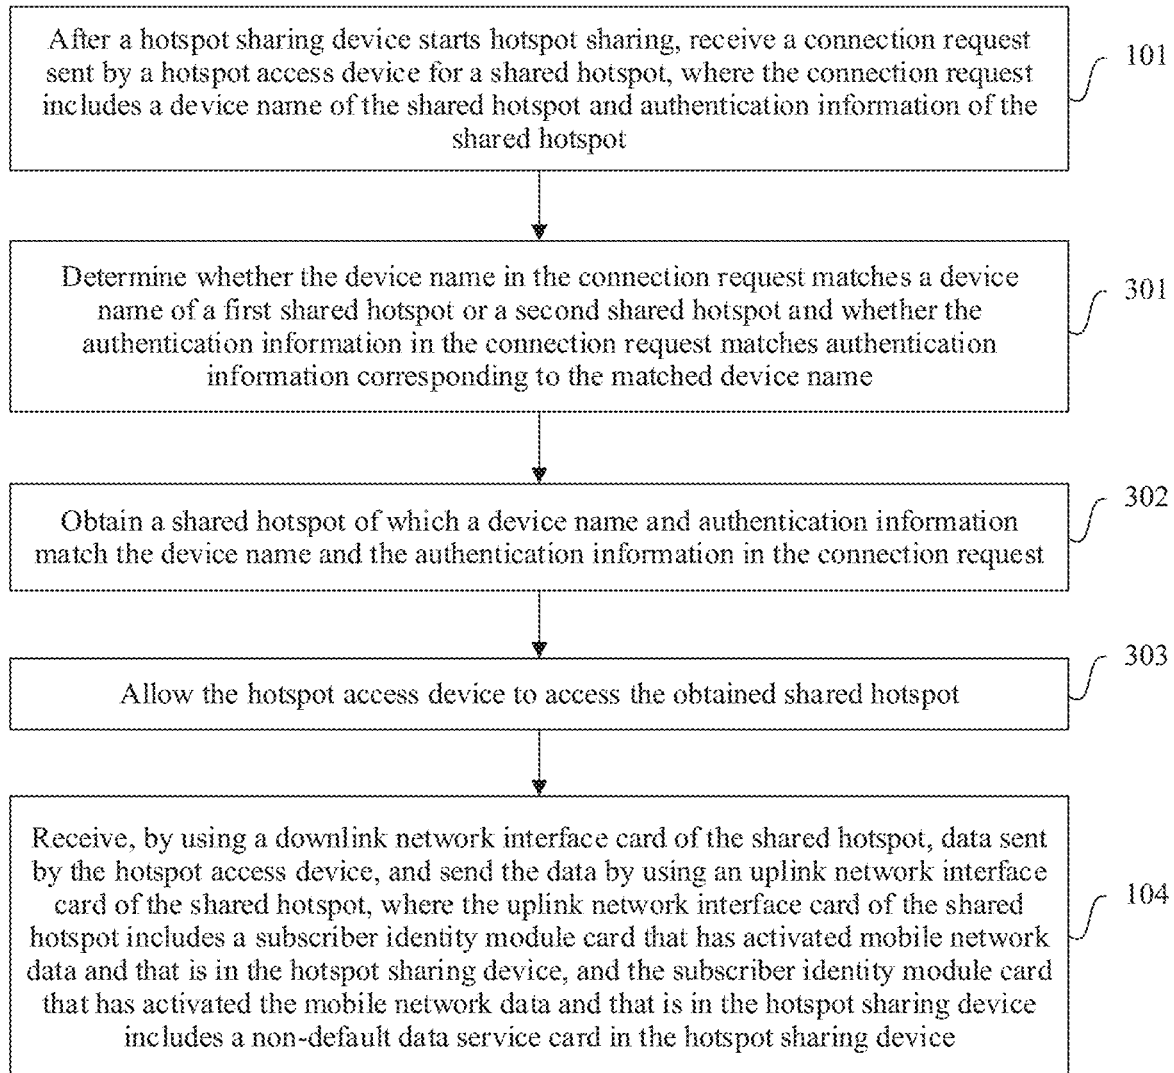 After a hotspot sharing device starts hotspot sharing, receive a connection request
sent by a hotspot access device for a shared hotspot, where the connection request
includes a device name of the shared hotspot and authentication information of the
shared hotspot
101
Determine whether the device name in the connection request matches a device
name of a first shared hotspot or a second shared hotspot and whether the
authentication information in the connection request matches authentication
information corresponding to the matched device name
301
Obtain a shared hotspot of which a device name and authentication information
match the device name and the authentication information in the connection request
302
Allow the hotspot access device to access the obtained shared hotspot
303
Receive, by using a downlink network interface card of the shared hotspot, data sent
by the hotspot access device, and send the data by using an uplink network interface
card of the shared hotspot, where the uplink network interface card of the shared
hotspot includes a subscriber identity module card that has activated mobile network
data and that is in the hotspot sharing device, and the subscriber identity module card
that has activated the mobile network data and that is in the hotspot sharing device
includes a non-default data service card in the hotspot sharing device
104